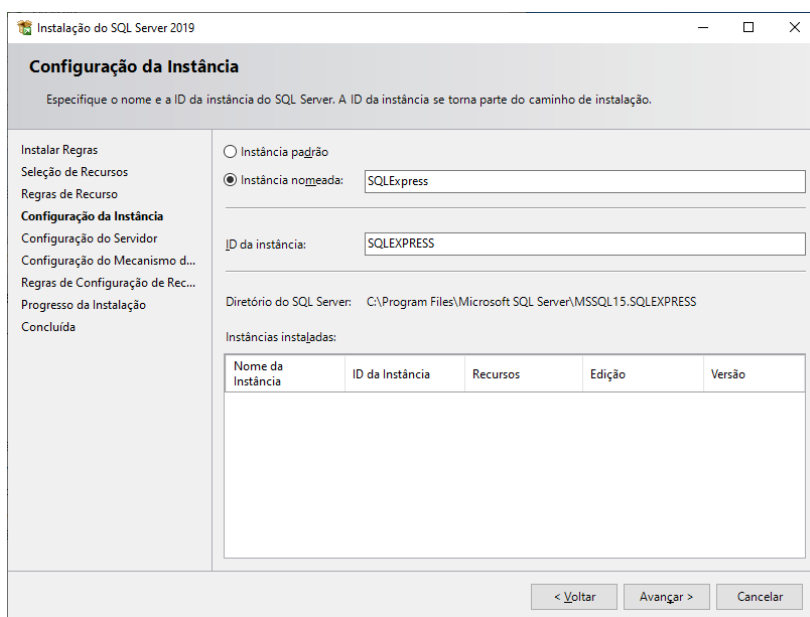 Instalação do SQL Server 2019
Configuração da Instância
Especifique o nome e a ID da instância do SQL Server. A ID da instância se torna parte do caminho de instalação.
Instalar Regras
Seleção de Recursos
Regras de Recurso
Configuração da Instância
Configuração do Servidor
Configuração do Mecanismo d...
Regras de Configuração de Rec...
Progresso da Instalação
Concluída
Instância padrão
Instância nomeada: SQLExpress
ID da instância: SQLEXPRESS
Diretório do SQL Server: C:\Program Files\Microsoft SQL Server\MSSQL15.SQLEXPRESS
Instâncias instaladas:
Nome da Instância ID da Instância Recursos Edição Versão
< Voltar Avançar > Cancelar